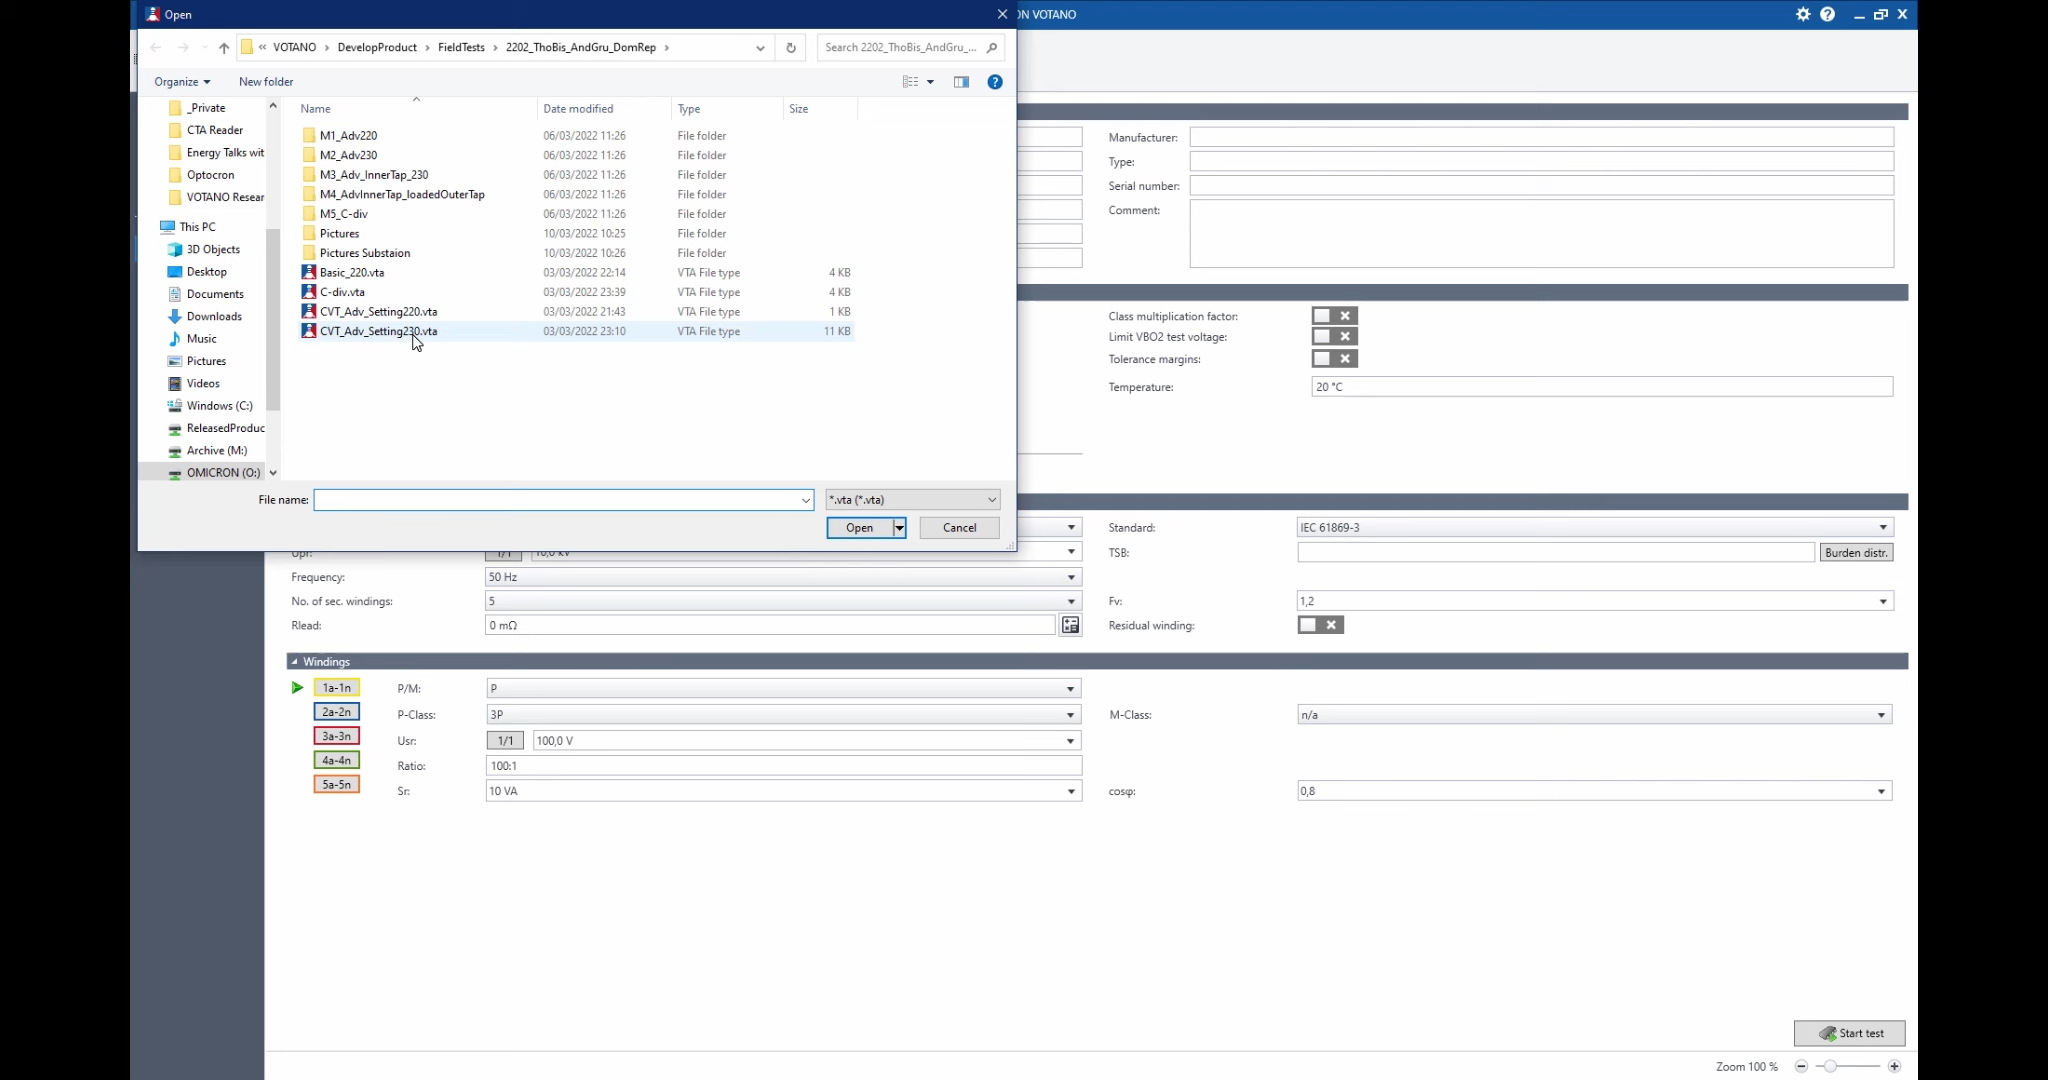 Open
ON VOTANO
« VOTANO › DevelopProduct › FieldTests › 2202_ThoBis_AndGru_DomRep ›
Search 2202_ThoBis_AndGru_...
Organize
New folder
_Private
CTA Reader
Energy Talks wit
Optocron
VOTANO Resear
This PC
3D Objects
Desktop
Documents
Downloads
Music
Pictures
Videos
Windows (C:)
ReleasedProduc
Archive (M:)
OMICRON (O:)
Name Date modified Type Size
M1_Adv220 06/03/2022 11:26 File folder
M2_Adv230 06/03/2022 11:26 File folder
M3_Adv_InnerTap_230 06/03/2022 11:26 File folder
M4_AdvInnerTap_loadedOuterTap 06/03/2022 11:26 File folder
M5_C-div 06/03/2022 11:26 File folder
Pictures 10/03/2022 10:25 File folder
Pictures Substaion 10/03/2022 10:26 File folder
Basic_220.vta 03/03/2022 22:14 VTA File type 4 KB
C-div.vta 03/03/2022 23:39 VTA File type 4 KB
CVT_Adv_Setting220.vta 03/03/2022 21:43 VTA File type 1 KB
CVT_Adv_Setting230.vta 03/03/2022 23:10 VTA File type 11 KB
File name:
*.vta (*.vta)
Open
Cancel
Manufacturer:
Type:
Serial number:
Comment:
Class multiplication factor:
Limit VBO2 test voltage:
Tolerance margins:
Temperature: 20 °C
Standard: IEC 61869-3
Upr: 1/1 10,0 kV
TSB: Burden distr.
Frequency: 50 Hz
No. of sec. windings: 5
Fv: 1,2
Rlead: 0 mΩ
Residual winding:
Windings
1a-1n
2a-2n
3a-3n
4a-4n
5a-5n
P/M: P
P-Class: 3P
M-Class: n/a
Usr: 1/1 100,0 V
Ratio: 100:1
Sr: 10 VA
cosφ: 0,8
Start test
Zoom 100 %